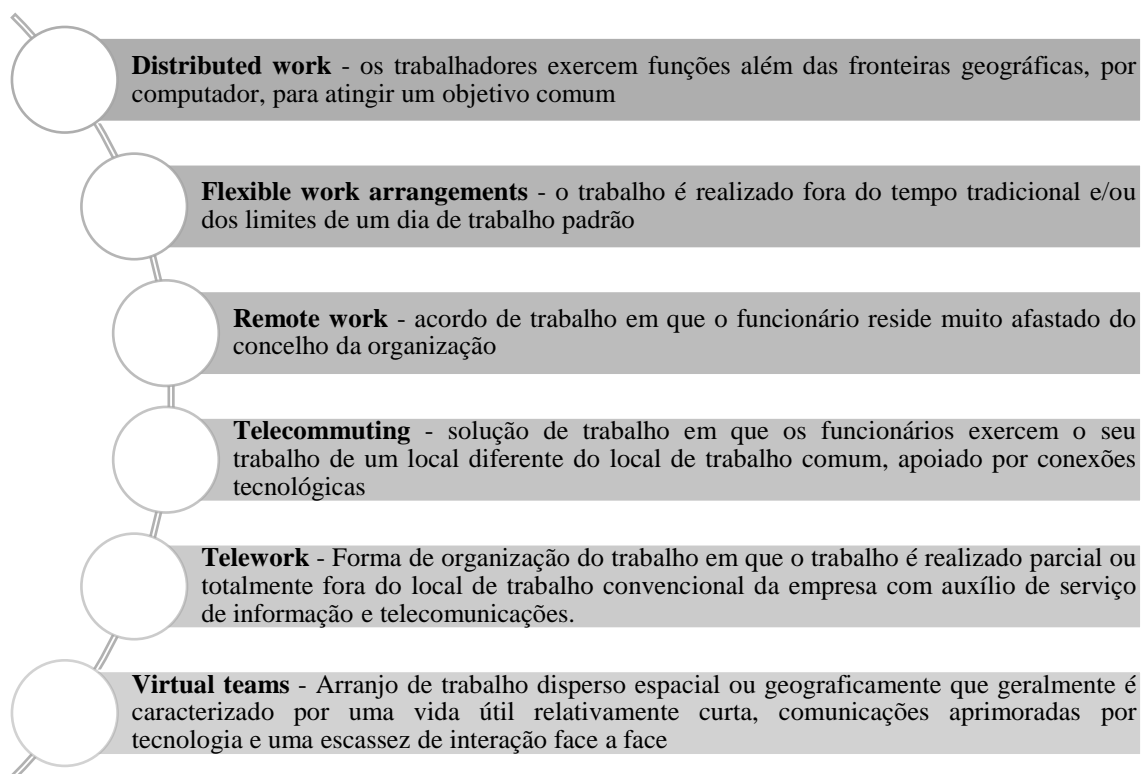 Distributed work - os trabalhadores exercem funções além das fronteiras geográficas, por
computador, para atingir um objetivo comum
Flexible work arrangements - o trabalho é realizado fora do tempo tradicional e/ou
dos limites de um dia de trabalho padrão
Remote work - acordo de trabalho em que o funcionário reside muito afastado do
concelho da organização
Telecommuting - solução de trabalho em que os funcionários exercem o seu
trabalho de um local diferente do local de trabalho comum, apoiado por conexões
tecnológicas
Telework - Forma de organização do trabalho em que o trabalho é realizado parcial ou
totalmente fora do local de trabalho convencional da empresa com auxílio de serviço
de informação e telecomunicações.
Virtual teams - Arranjo de trabalho disperso espacial ou geograficamente que geralmente é
caracterizado por uma vida útil relativamente curta, comunicações aprimoradas por
tecnologia e uma escassez de interação face a face